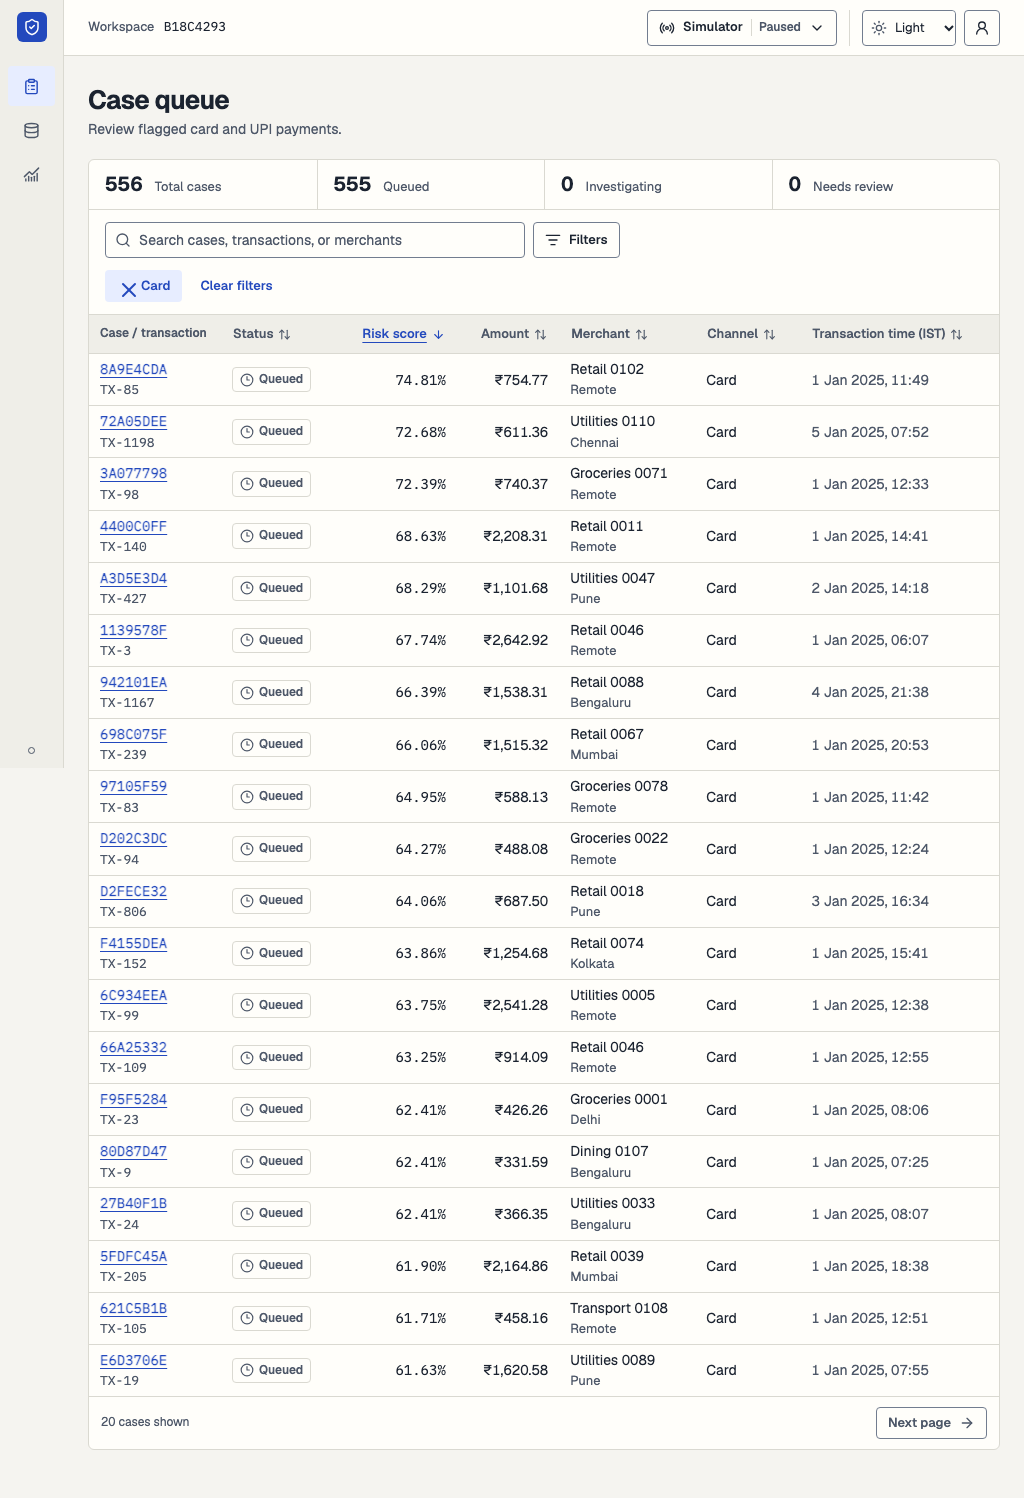 Workspace B18C4293
Simulator Paused
Light
Case queue
Review flagged card and UPI payments.
556 Total cases 555 Queued 0 Investigating 0 Needs review
Search cases, transactions, or merchants Filters
Card Clear filters
Case / transaction Status Risk score Amount Merchant Channel Transaction time (IST)
8A9E4CDA Queued 74.81% ₹754.77 Retail 0102 Card 1 Jan 2025, 11:49
TX-85 Remote
72A05DEE Queued 72.68% ₹611.36 Utilities 0110 Card 5 Jan 2025, 07:52
TX-1198 Chennai
3A077798 Queued 72.39% ₹740.37 Groceries 0071 Card 1 Jan 2025, 12:33
TX-98 Remote
4400C0FF Queued 68.63% ₹2,208.31 Retail 0011 Card 1 Jan 2025, 14:41
TX-140 Remote
A3D5E3D4 Queued 68.29% ₹1,101.68 Utilities 0047 Card 2 Jan 2025, 14:18
TX-427 Pune
1139578F Queued 67.74% ₹2,642.92 Retail 0046 Card 1 Jan 2025, 06:07
TX-3 Remote
942101EA Queued 66.39% ₹1,538.31 Retail 0088 Card 4 Jan 2025, 21:38
TX-1167 Bengaluru
698C075F Queued 66.06% ₹1,515.32 Retail 0067 Card 1 Jan 2025, 20:53
TX-239 Mumbai
97105F59 Queued 64.95% ₹588.13 Groceries 0078 Card 1 Jan 2025, 11:42
TX-83 Remote
D202C3DC Queued 64.27% ₹488.08 Groceries 0022 Card 1 Jan 2025, 12:24
TX-94 Remote
D2FECE32 Queued 64.06% ₹687.50 Retail 0018 Card 3 Jan 2025, 16:34
TX-806 Pune
F4155DEA Queued 63.86% ₹1,254.68 Retail 0074 Card 1 Jan 2025, 15:41
TX-152 Kolkata
6C934EEA Queued 63.75% ₹2,541.28 Utilities 0005 Card 1 Jan 2025, 12:38
TX-99 Remote
66A25332 Queued 63.25% ₹914.09 Retail 0046 Card 1 Jan 2025, 12:55
TX-109 Remote
F95F5284 Queued 62.41% ₹426.26 Groceries 0001 Card 1 Jan 2025, 08:06
TX-23 Delhi
80D87D47 Queued 62.41% ₹331.59 Dining 0107 Card 1 Jan 2025, 07:25
TX-9 Bengaluru
27B40F1B Queued 62.41% ₹366.35 Utilities 0033 Card 1 Jan 2025, 08:07
TX-24 Bengaluru
5FDFC45A Queued 61.90% ₹2,164.86 Retail 0039 Card 1 Jan 2025, 18:38
TX-205 Mumbai
621C5B1B Queued 61.71% ₹458.16 Transport 0108 Card 1 Jan 2025, 12:51
TX-105 Remote
E6D3706E Queued 61.63% ₹1,620.58 Utilities 0089 Card 1 Jan 2025, 07:55
TX-19 Pune
20 cases shown Next page